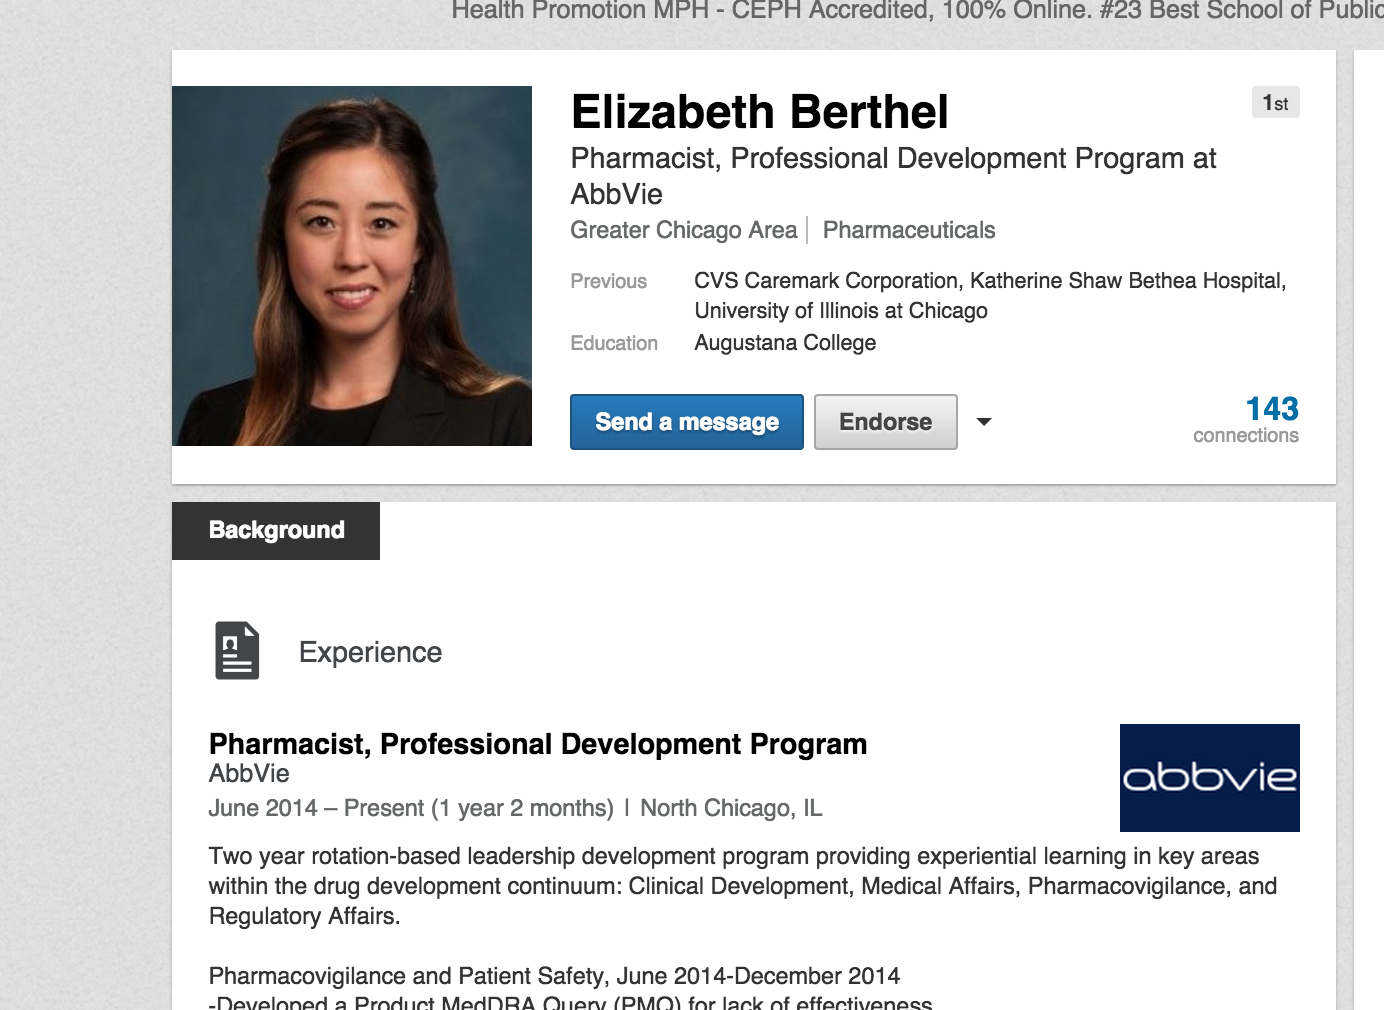 Health Promotion MPH - CEPH Accredited, 100% Online. #23 Best School of Public
Elizabeth Berthel
1st
Pharmacist, Professional Development Program at
AbbVie
Greater Chicago Area | Pharmaceuticals
Previous CVS Caremark Corporation, Katherine Shaw Bethea Hospital,
University of Illinois at Chicago
Education Augustana College
Send a message Endorse
143
connections
Background
Experience
Pharmacist, Professional Development Program
AbbVie
abbvie
June 2014 – Present (1 year 2 months) | North Chicago, IL
Two year rotation-based leadership development program providing experiential learning in key areas
within the drug development continuum: Clinical Development, Medical Affairs, Pharmacovigilance, and
Regulatory Affairs.
Pharmacovigilance and Patient Safety, June 2014-December 2014
-Developed a Product MedDRA Query (PMQ) for lack of effectiveness